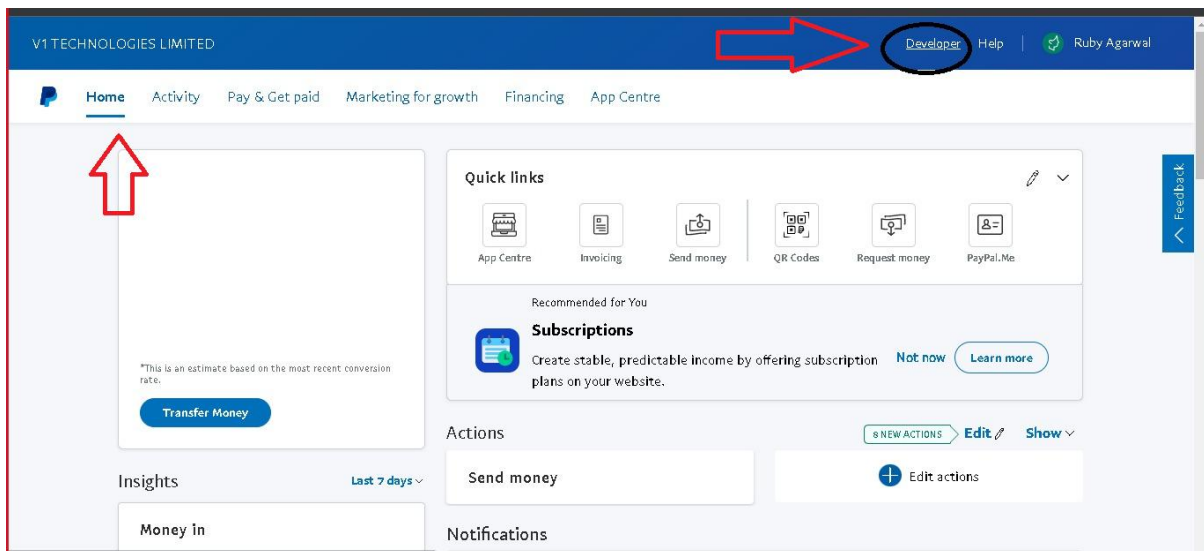 V1 TECHNOLOGIES LIMITED
Developer Help Ruby Agarwal
Home Activity Pay & Get paid Marketing for growth Financing App Centre
Feedback
*This is an estimate based on the most recent conversion
rate.
Transfer Money
Quick links
App Centre Invoicing Send money QR Codes Request money PayPal.Me
Recommended for You
Subscriptions
Create stable, predictable income by offering subscription
plans on your website.
Not now Learn more
Actions 8 NEW ACTIONS Edit Show
Send money Edit actions
Insights Last 7 days
Money in
Notifications